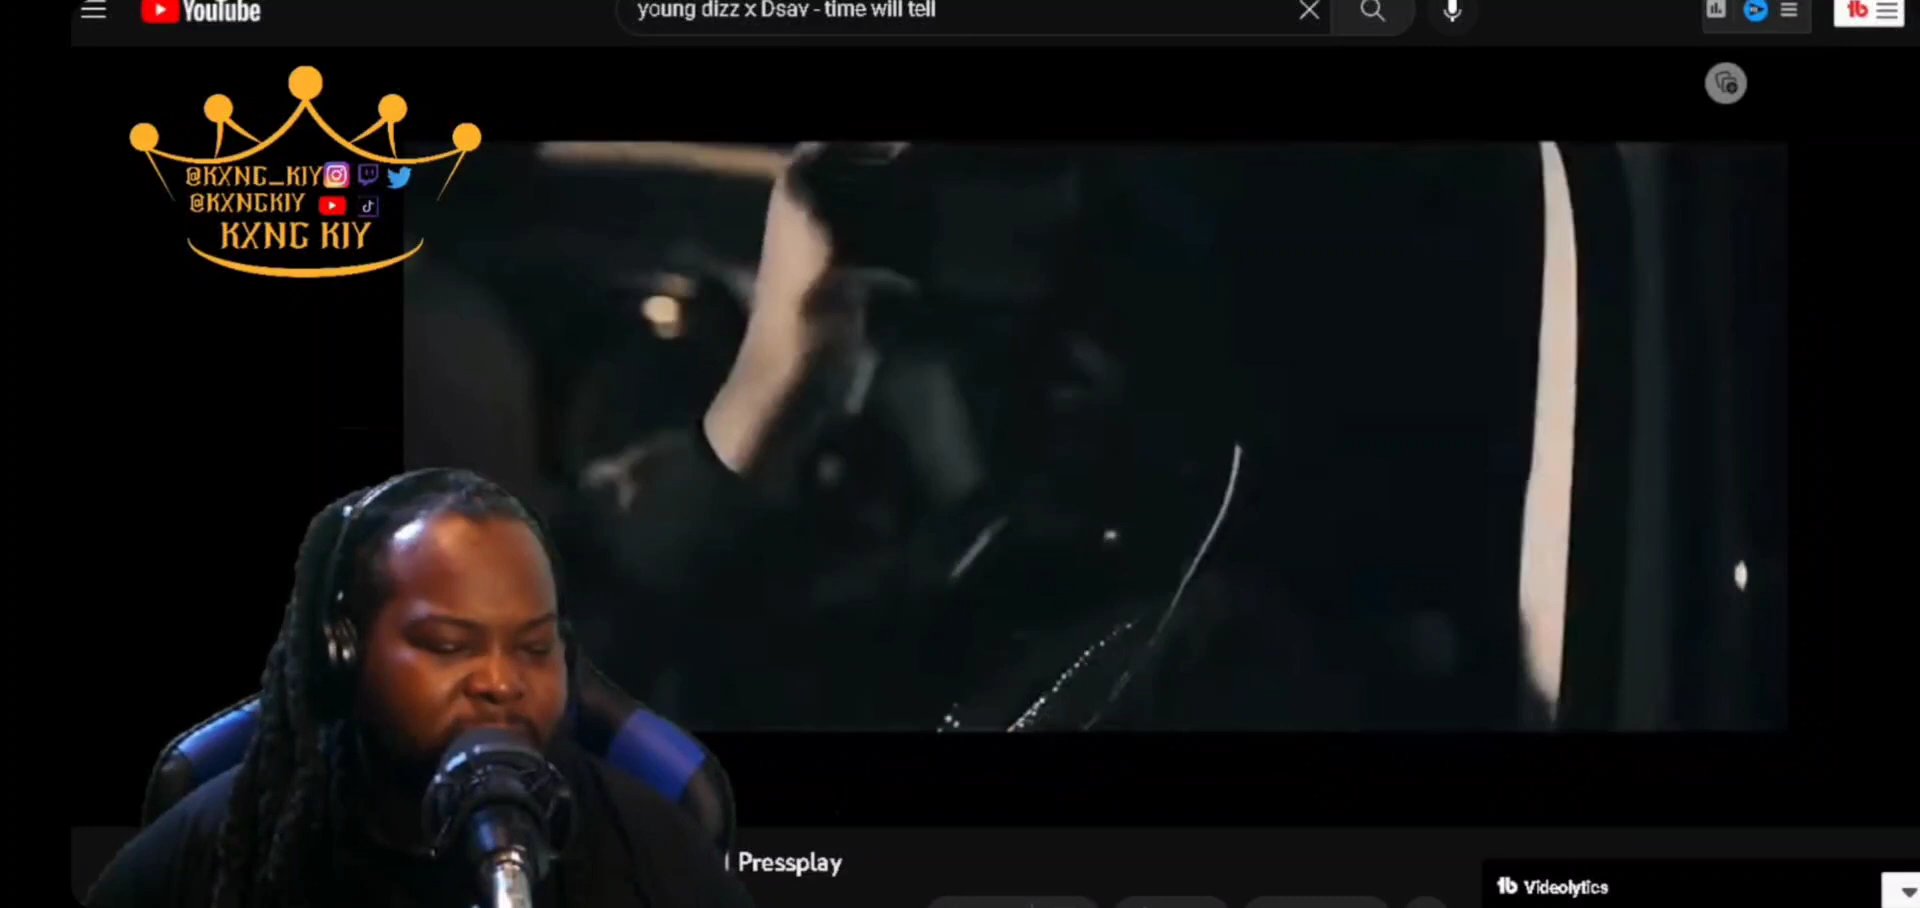 YouTube
young dizz x Dsav - time will tell
@KXNG_KIY
@KXNGKIY
KXNG KIY
Pressplay
Videolytics